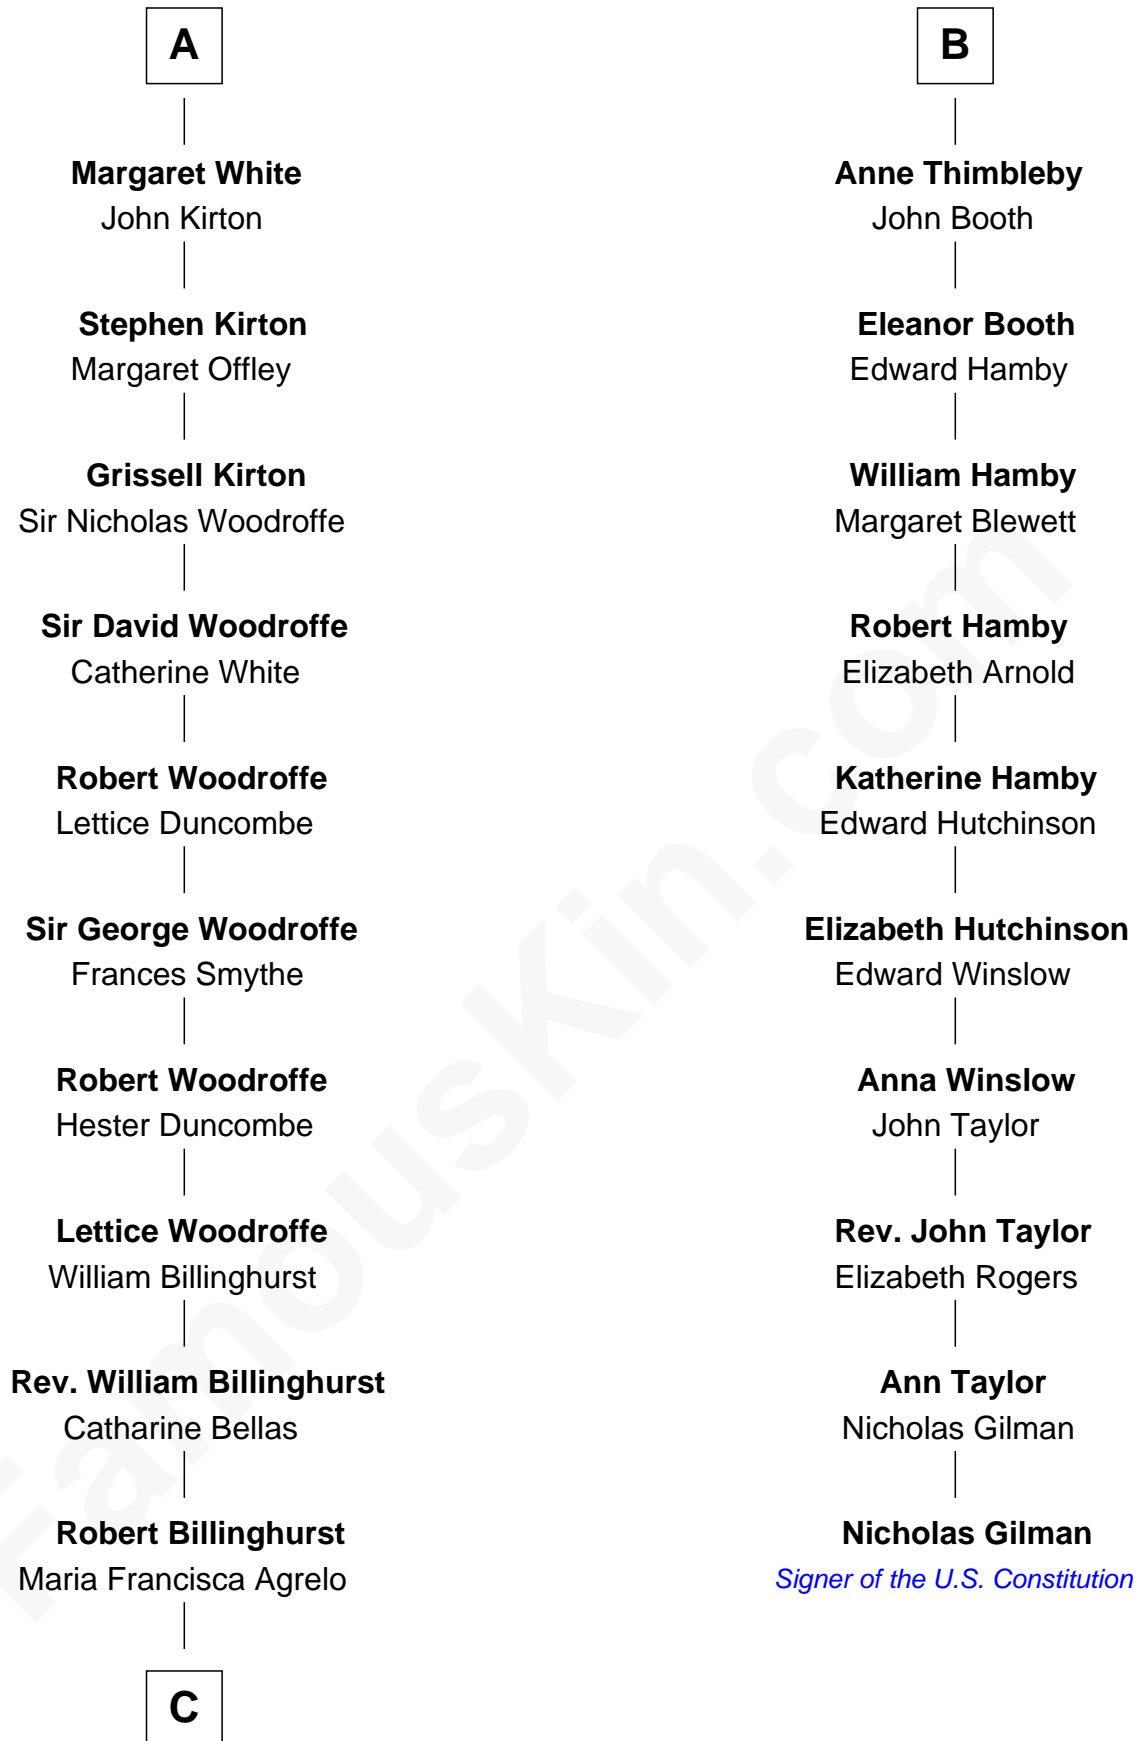 A
Margaret White
John Kirton
Stephen Kirton
Margaret Offley
Grissell Kirton
Sir Nicholas Woodroffe
Sir David Woodroffe
Catherine White
Robert Woodroffe
Lettice Duncombe
Sir George Woodroffe
Frances Smythe
Robert Woodroffe
Hester Duncombe
Lettice Woodroffe
William Billinghurst
Rev. William Billinghurst
Catharine Bellas
Robert Billinghurst
Maria Francisca Agrelo
C
B
Anne Thimbleby
John Booth
Eleanor Booth
Edward Hamby
William Hamby
Margaret Blewett
Robert Hamby
Elizabeth Arnold
Katherine Hamby
Edward Hutchinson
Elizabeth Hutchinson
Edward Winslow
Anna Winslow
John Taylor
Rev. John Taylor
Elizabeth Rogers
Ann Taylor
Nicholas Gilman
Nicholas Gilman
Signer of the U.S. Constitution
FamousKin.com